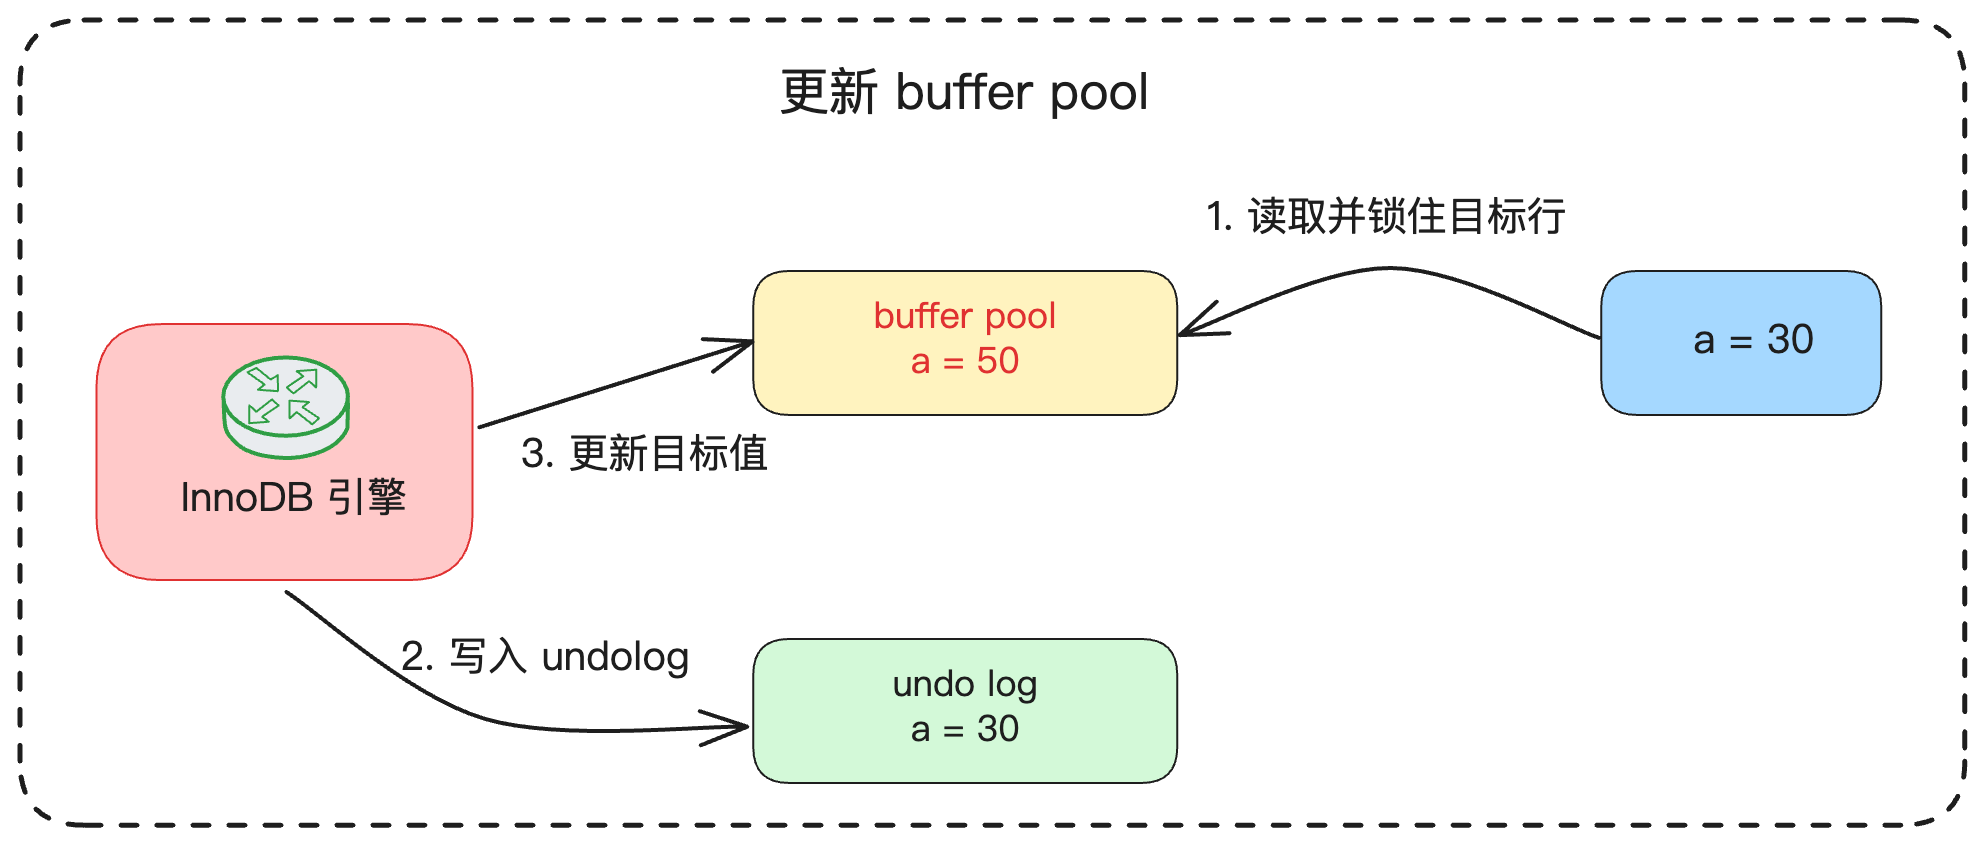 更新 buffer pool
1. 读取并锁住目标行
buffer pool
a = 50
a = 30
3. 更新目标值
InnoDB 引擎
2. 写入 undolog
undo log
a = 30